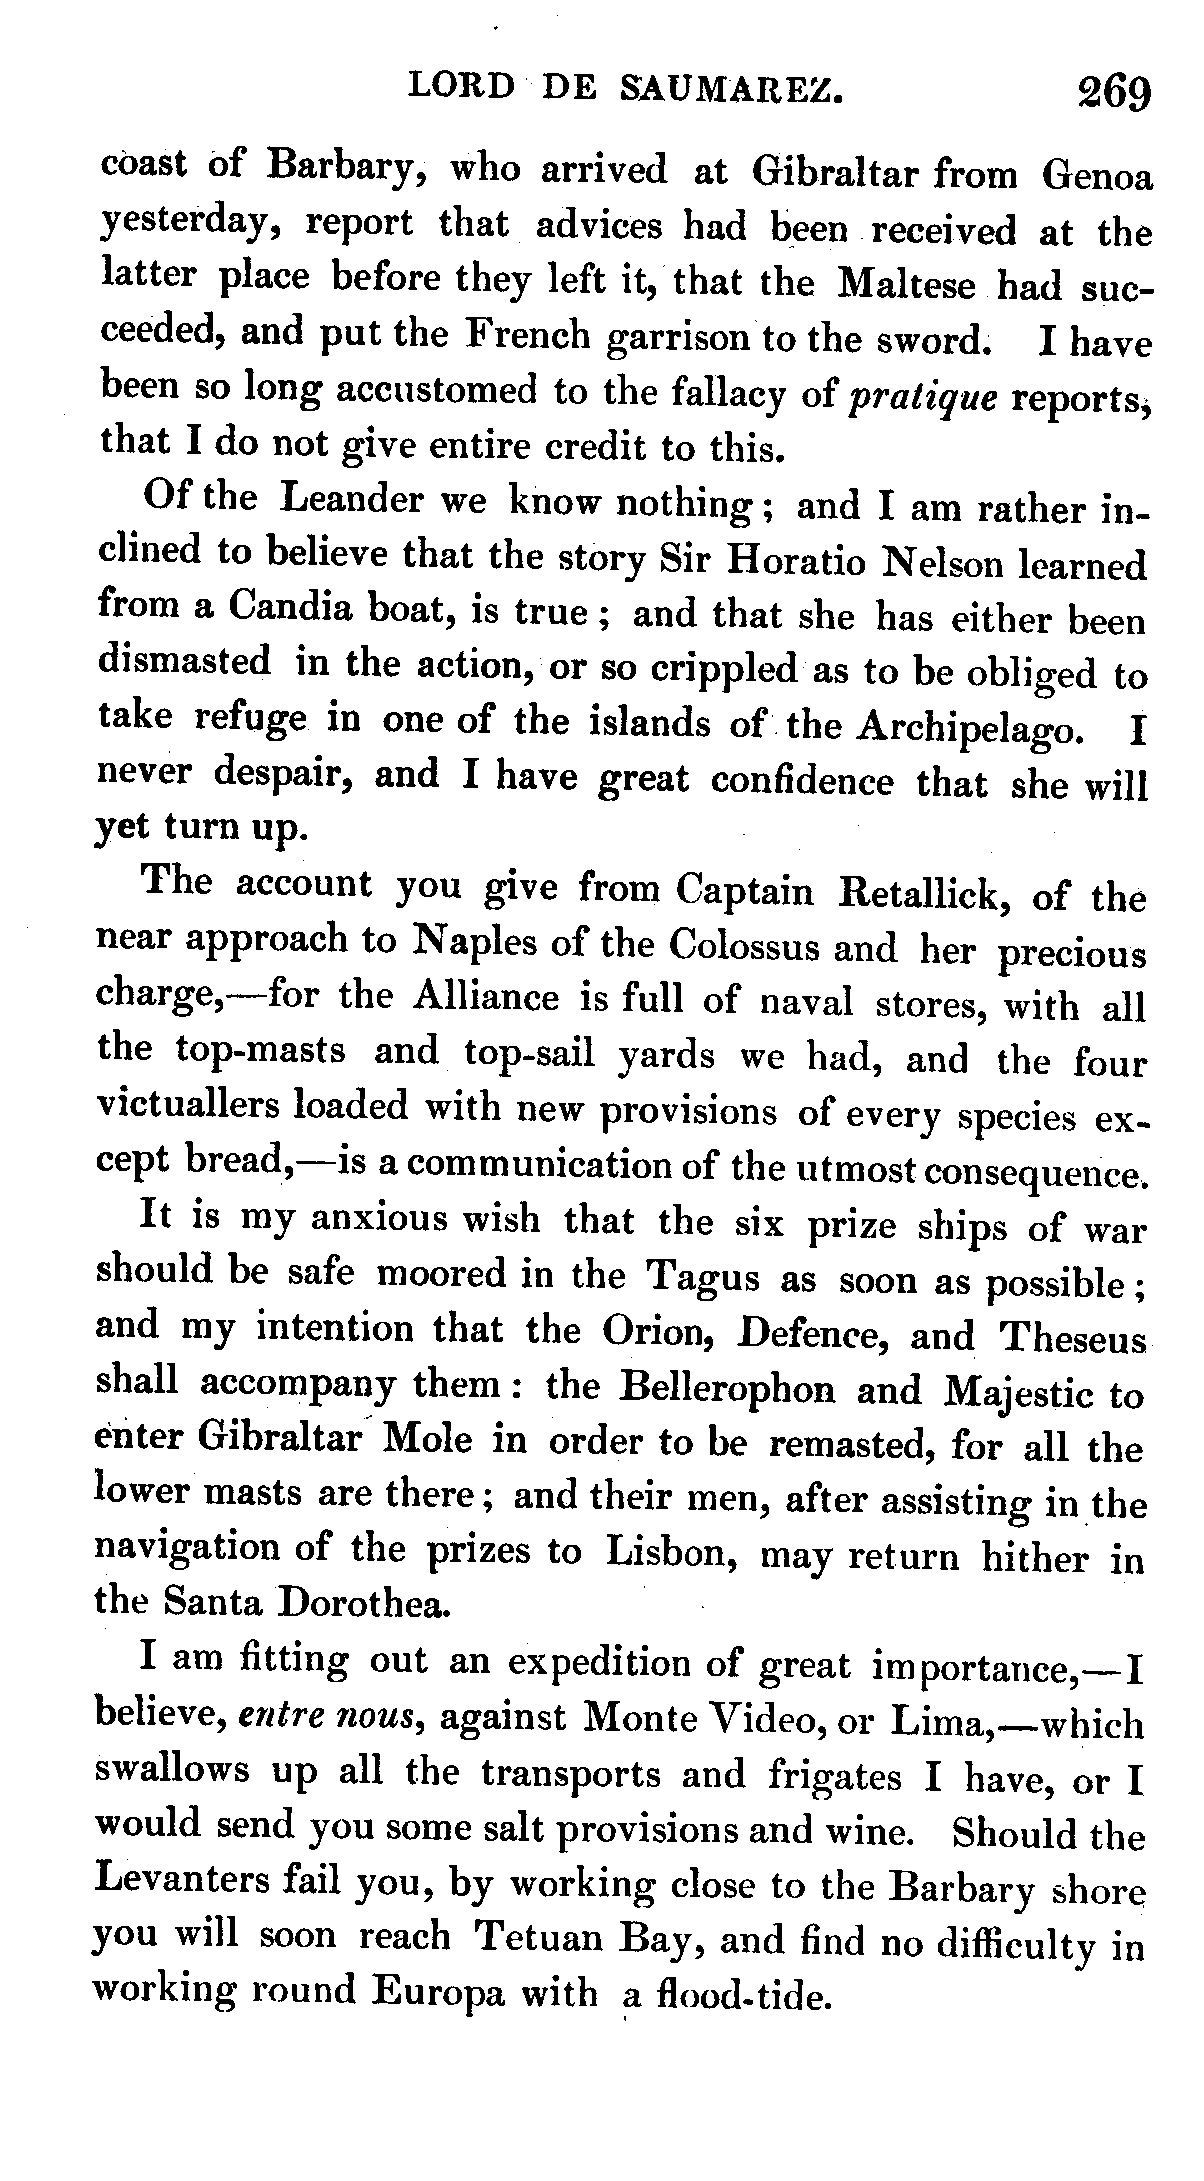 LORD DE SAUMAREZ. 269
coast of Barbary, who arrived at Gibraltar from Genoa
yesterday, report that advices had been received at the
latter place before they left it, that the Maltese had suc-
ceeded, and put the French garrison to the sword. I have
been so long accustomed to the fallacy of pratique reports,
that I do not give entire credit to this.
Of the Leander we know nothing; and I am rather in-
clined to believe that the story Sir Horatio Nelson learned
from a Candia boat, is true; and that she has either been
dismasted in the action, or so crippled as to be obliged to
take refuge in one of the islands of the Archipelago. I
never despair, and I have great confidence that she will
yet turn up.
The account you give from Captain Retallick, of the
near approach to Naples of the Colossus and her precious
charge,—for the Alliance is full of naval stores, with all
the top-masts and top-sail yards we had, and the four
victuallers loaded with new provisions of every species ex-
cept bread,—is a communication of the utmost consequence.
It is my anxious wish that the six prize ships of war
should be safe moored in the Tagus as soon as possible;
and my intention that the Orion, Defence, and Theseus
shall accompany them: the Bellerophon and Majestic to
enter Gibraltar Mole in order to be remasted, for all the
lower masts are there; and their men, after assisting in the
navigation of the prizes to Lisbon, may return hither in
the Santa Dorothea.
I am fitting out an expedition of great importance,—I
believe, entre nous, against Monte Video, or Lima,—which
swallows up all the transports and frigates I have, or I
would send you some salt provisions and wine. Should the
Levanters fail you, by working close to the Barbary shore
you will soon reach Tetuan Bay, and find no difficulty in
working round Europa with a flood-tide.